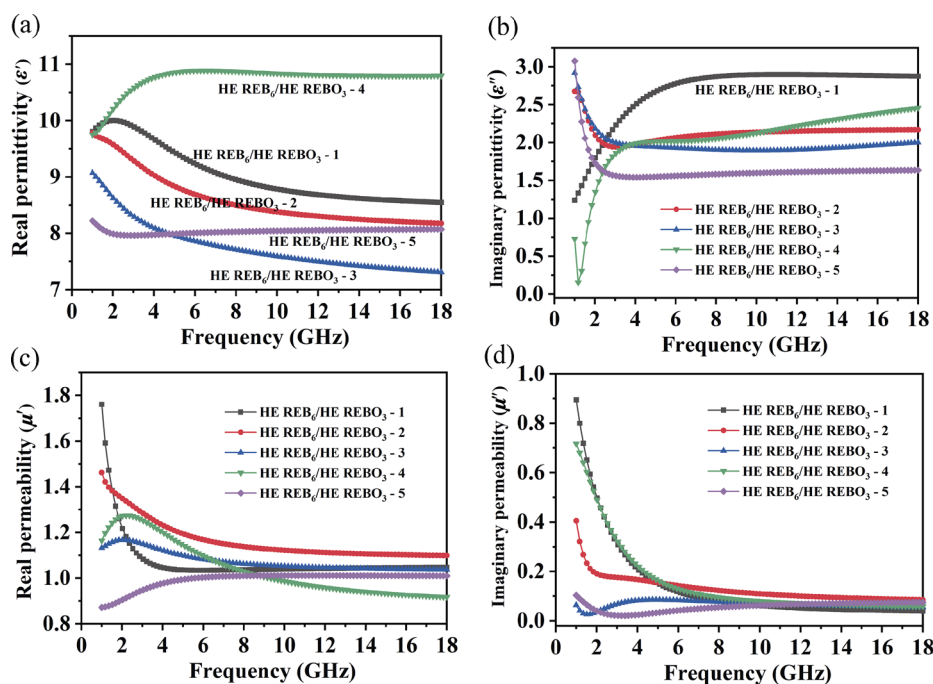 (a)
Real permittivity (ε′)
11
10
9
8
7
HE REB₆/HE REBO₃ - 4
HE REB₆/HE REBO₃ - 1
HE REB₆/HE REBO₃ - 2
HE REB₆/HE REBO₃ - 5
HE REB₆/HE REBO₃ - 3
2 4 6 8 10 12 14 16 18
Frequency (GHz)
(b)
Imaginary permittivity (ε″)
3.0
2.5
2.0
1.5
1.0
0.5
0.0
HE REB₆/HE REBO₃ - 1
HE REB₆/HE REBO₃ - 2
HE REB₆/HE REBO₃ - 3
HE REB₆/HE REBO₃ - 4
HE REB₆/HE REBO₃ - 5
0 2 4 6 8 10 12 14 16 18
Frequency (GHz)
(c)
Real permeability (μ′)
1.8
1.6
1.4
1.2
1.0
0.8
HE REB₆/HE REBO₃ - 1
HE REB₆/HE REBO₃ - 2
HE REB₆/HE REBO₃ - 3
HE REB₆/HE REBO₃ - 4
HE REB₆/HE REBO₃ - 5
0 2 4 6 8 10 12 14 16 18
Frequency (GHz)
(d)
Imaginary permeability (μ″)
1.0
0.8
0.6
0.4
0.2
0.0
HE REB₆/HE REBO₃ - 1
HE REB₆/HE REBO₃ - 2
HE REB₆/HE REBO₃ - 3
HE REB₆/HE REBO₃ - 4
HE REB₆/HE REBO₃ - 5
0 2 4 6 8 10 12 14 16 18
Frequency (GHz)